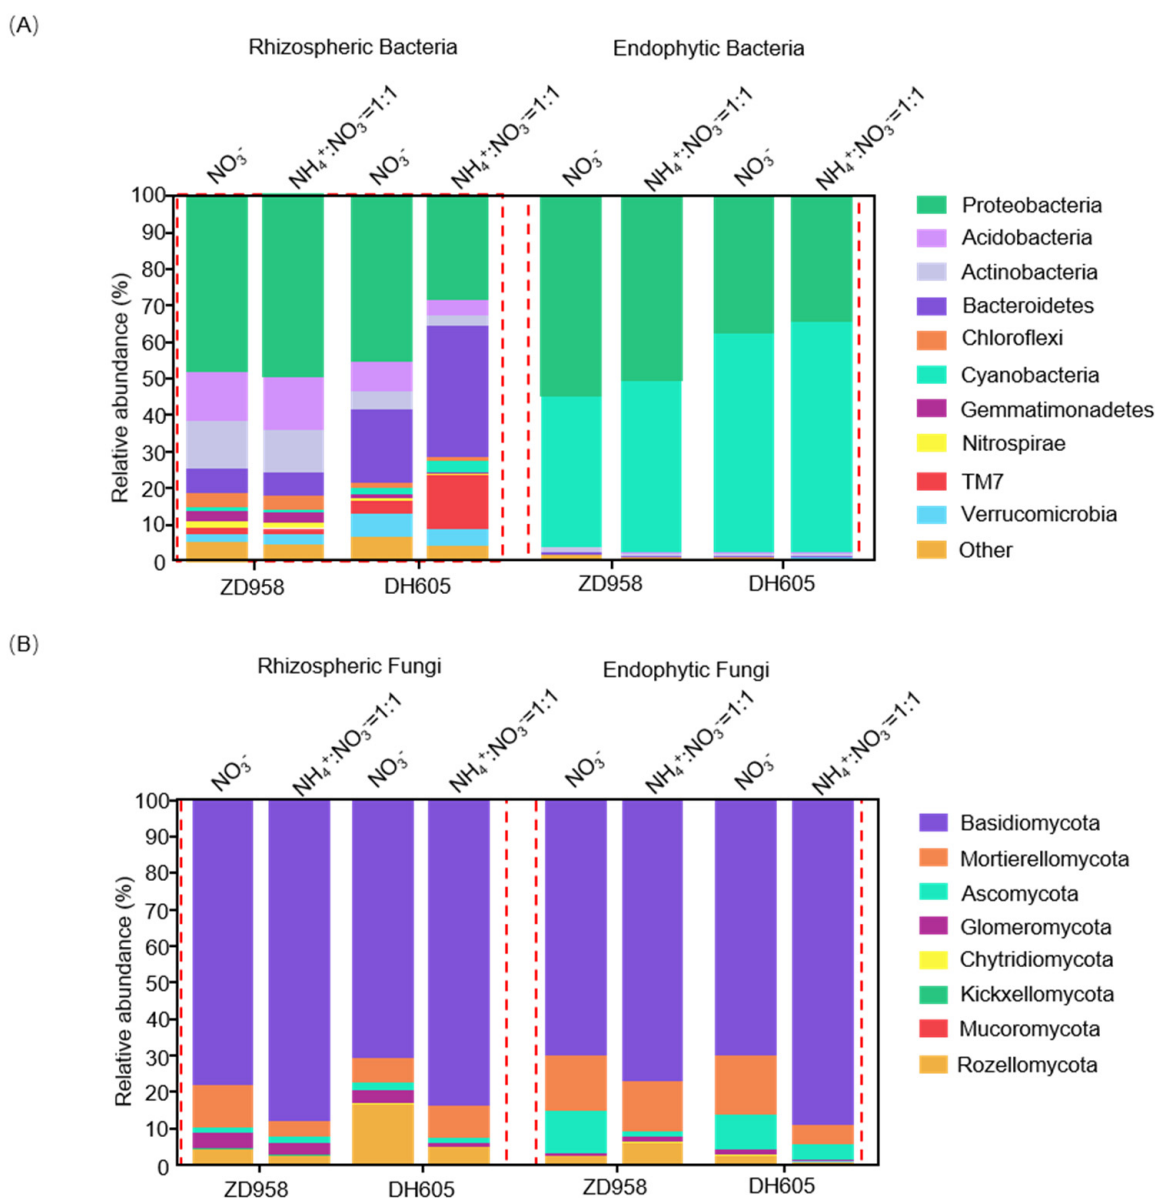 (A)
Rhizospheric Bacteria
Endophytic Bacteria
NO₃⁻
NH₄⁺:NO₃⁻=1:1
NO₃⁻
NH₄⁺:NO₃⁻=1:1
NO₃⁻
NH₄⁺:NO₃⁻=1:1
NO₃⁻
NH₄⁺:NO₃⁻=1:1
Relative abundance (%)
100
90
80
70
60
50
40
30
20
10
0
ZD958
DH605
ZD958
DH605
Proteobacteria
Acidobacteria
Actinobacteria
Bacteroidetes
Chloroflexi
Cyanobacteria
Gemmatimonadetes
Nitrospirae
TM7
Verrucomicrobia
Other
(B)
Rhizospheric Fungi
Endophytic Fungi
NO₃⁻
NH₄⁺:NO₃⁻=1:1
NO₃⁻
NH₄⁺:NO₃⁻=1:1
NO₃⁻
NH₄⁺:NO₃⁻=1:1
NO₃⁻
NH₄⁺:NO₃⁻=1:1
Relative abundance (%)
100
90
80
70
60
50
40
30
20
10
0
ZD958
DH605
ZD958
DH605
Basidiomycota
Mortierellomycota
Ascomycota
Glomeromycota
Chytridiomycota
Kickxellomycota
Mucoromycota
Rozellomycota